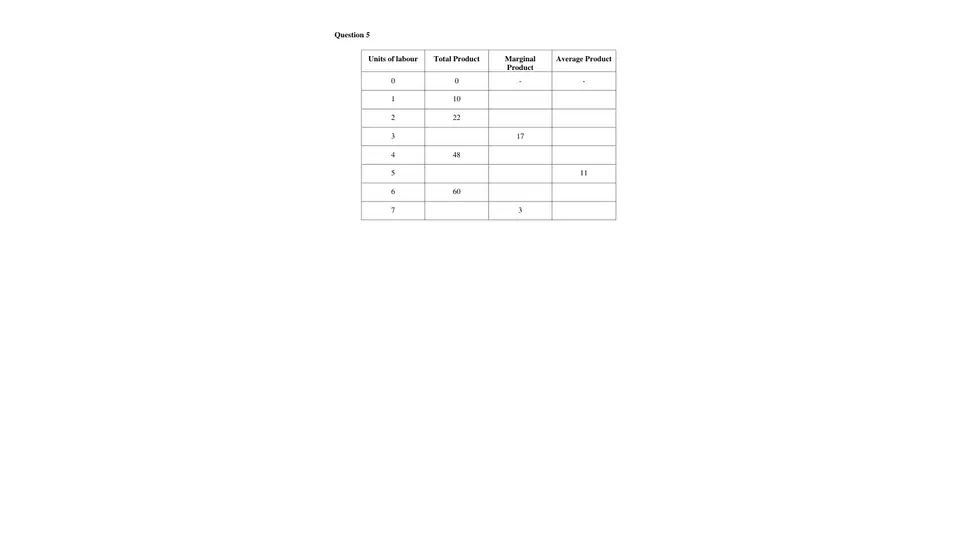 Question 5
Units of labour Total Product Marginal Product Average Product
0 0 - -
1 10
2 22
3 17
4 48
5 11
6 60
7 3